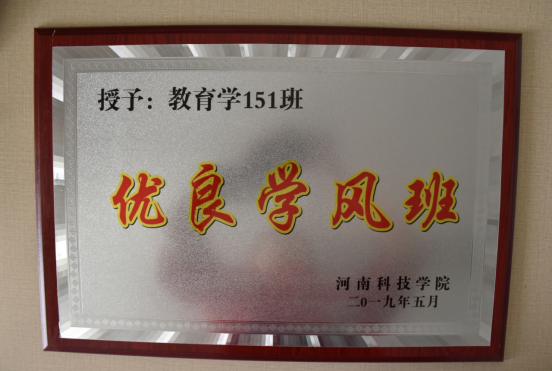 授予：教育学151班
优良学风班
河南科技学院
二0一九年五月